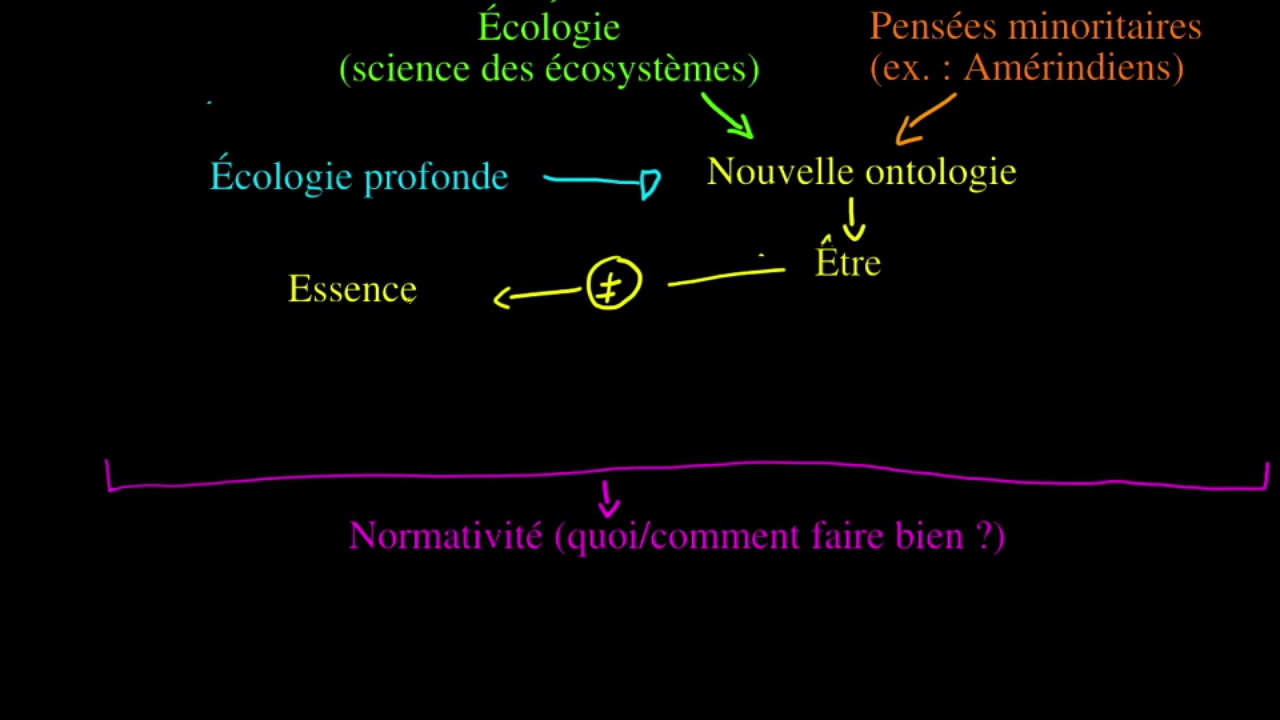 Écologie
(science des écosystèmes)
Pensées minoritaires
(ex. : Amérindiens)
Écologie profonde
Nouvelle ontologie
Être
Essence
≠
Normativité (quoi/comment faire bien ?)